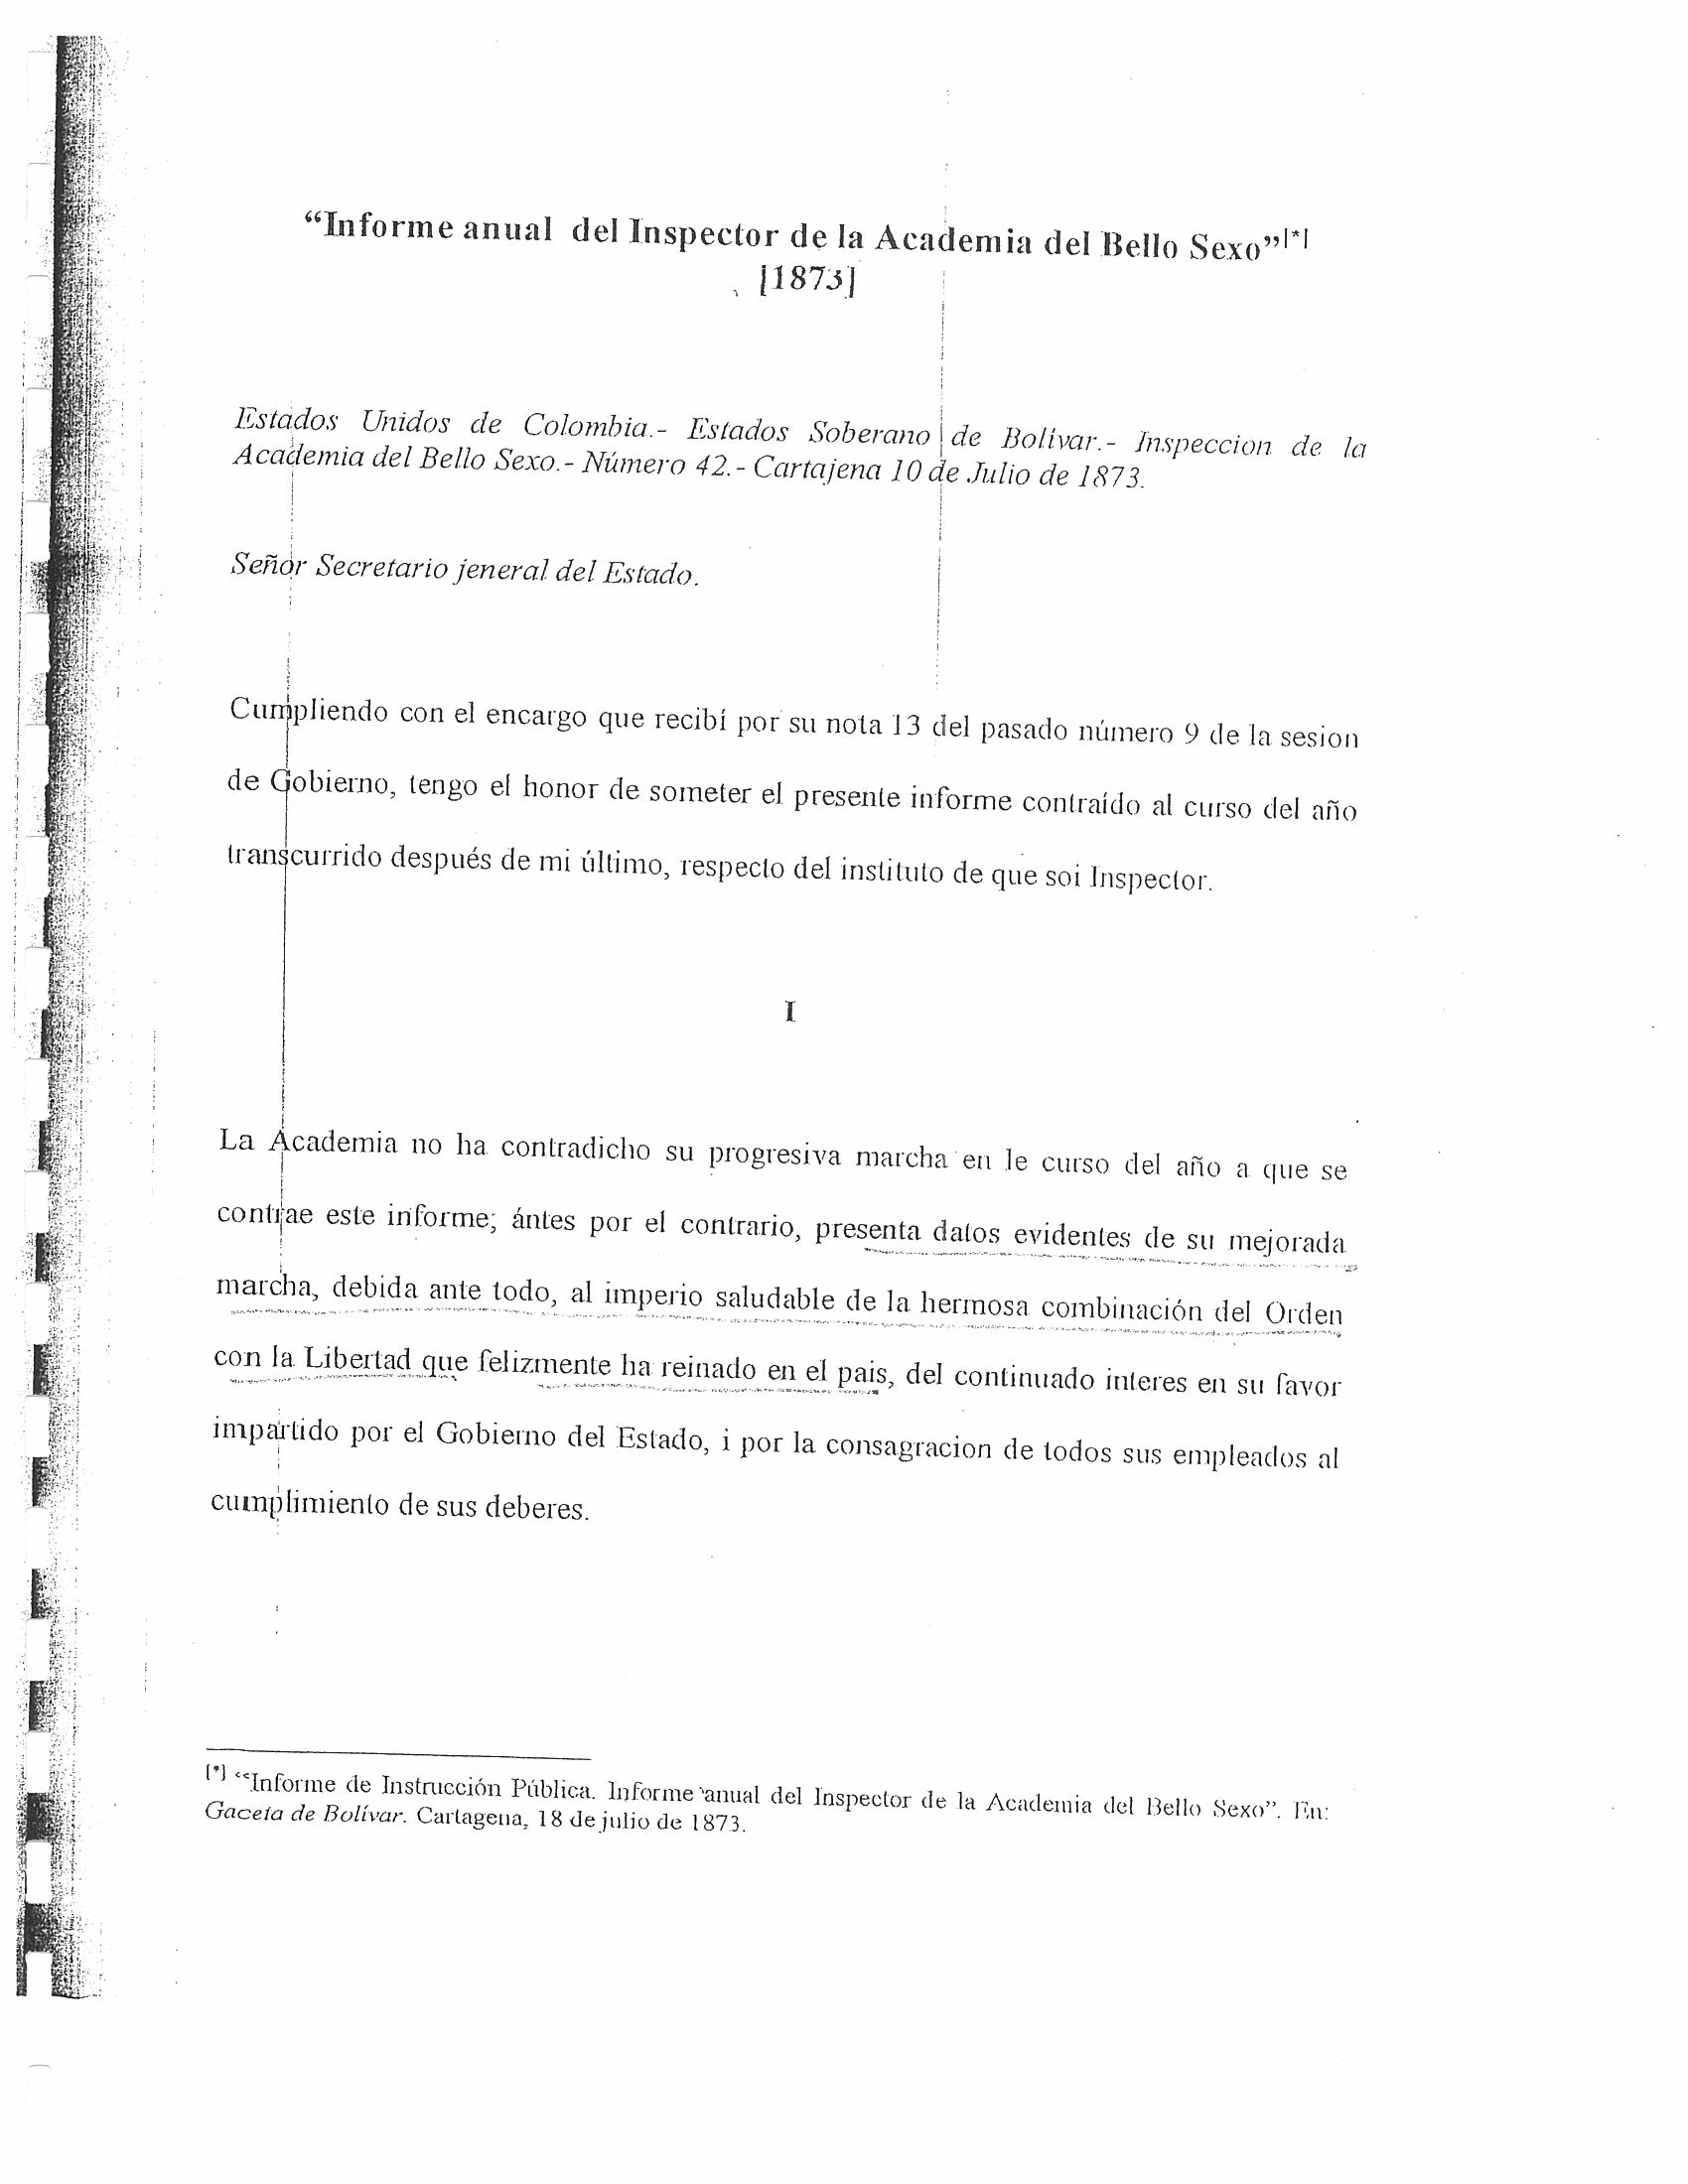 “Informe anual del Inspector de la Academia del Bello Sexo”[*]
[1873]
Estados Unidos de Colombia.- Estados Soberano de Bolívar.- Inspeccion de la
Academia del Bello Sexo.- Número 42.- Cartajena 10 de Julio de 1873.
Señor Secretario jeneral del Estado.
Cumpliendo con el encargo que recibí por su nota 13 del pasado número 9 de la sesion
de Gobierno, tengo el honor de someter el presente informe contraído al curso del año
transcurrido después de mi último, respecto del instituto de que soi Inspector.
I
La Academia no ha contradicho su progresiva marcha en le curso del año a que se
contrae este informe; ántes por el contrario, presenta datos evidentes de su mejorada
marcha, debida ante todo, al imperio saludable de la hermosa combinación del Orden
con la Libertad que felizmente ha reinado en el pais, del continuado interes en su favor
impartido por el Gobierno del Estado, i por la consagracion de todos sus empleados al
cumplimiento de sus deberes.
[*] “Informe de Instrucción Pública. Informe anual del Inspector de la Academia del Bello Sexo”. En:
Gaceta de Bolívar. Cartagena, 18 de julio de 1873.